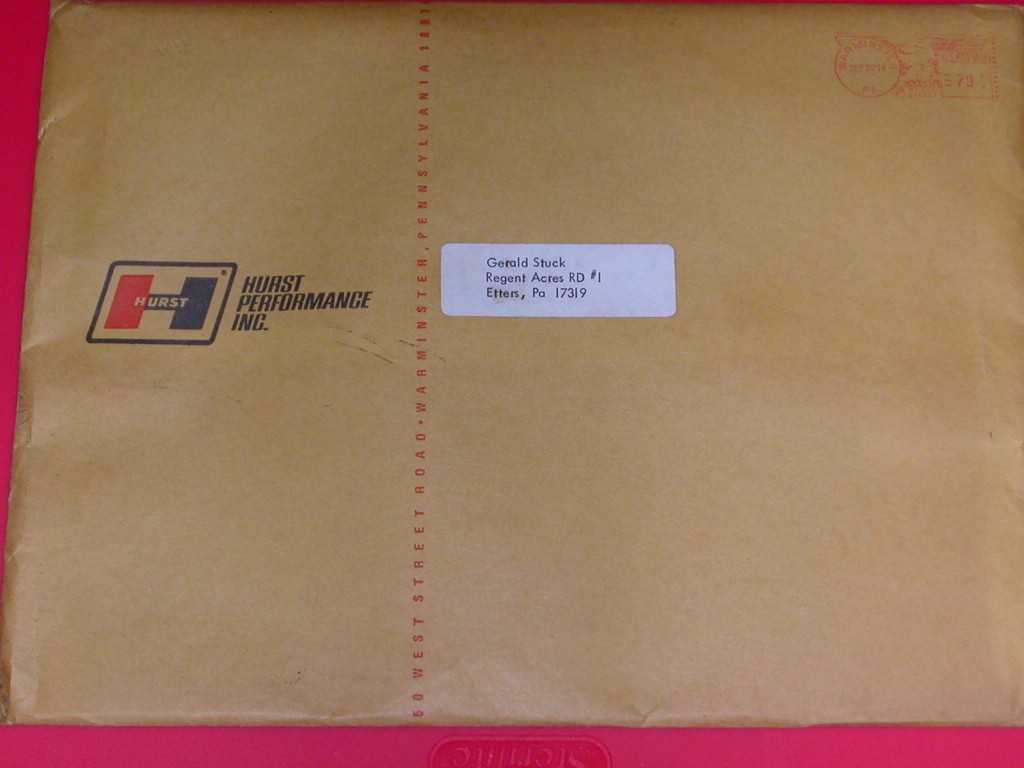 WARMINSTER
PA
HURST
HURST
PERFORMANCE
INC.
50 WEST STREET ROAD • WARMINSTER, PENNSYLVANIA 1897
Gerald Stuck
Regent Acres RD #1
Etters, Pa 17319
Sterilite